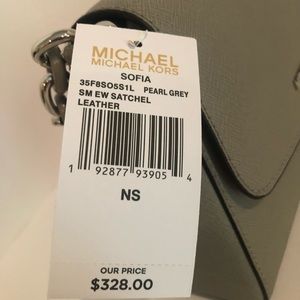 MICHAEL
MICHAEL KORS
SOFIA
35F8SO5S1L PEARL GREY
SM EW SATCHEL
LEATHER
1 92877 93905 4
NS
OUR PRICE
$328.00